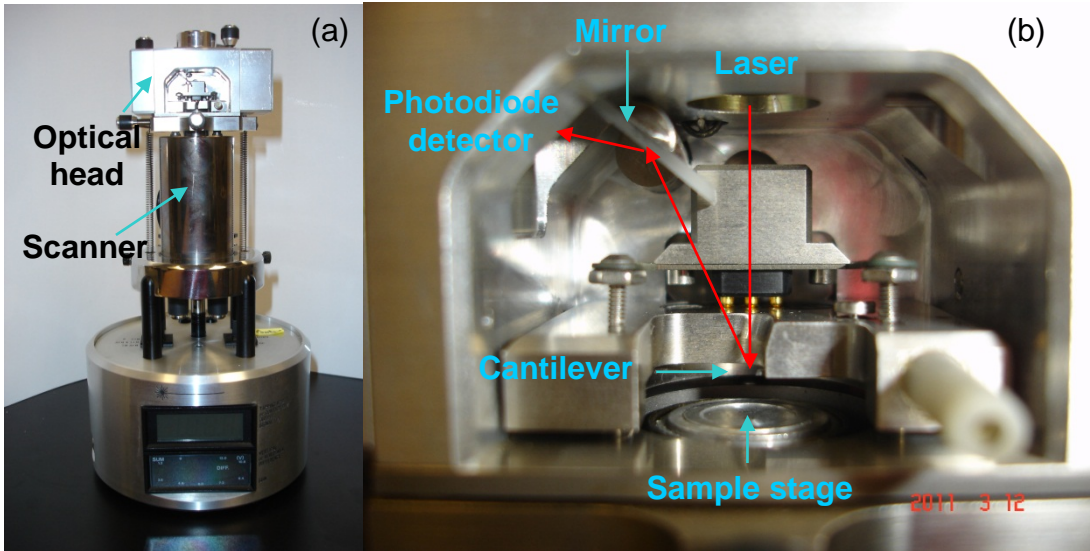 (a)
Optical
head
Scanner
(b)
Mirror
Laser
Photodiode
detector
Cantilever
Sample stage
2011 3 12